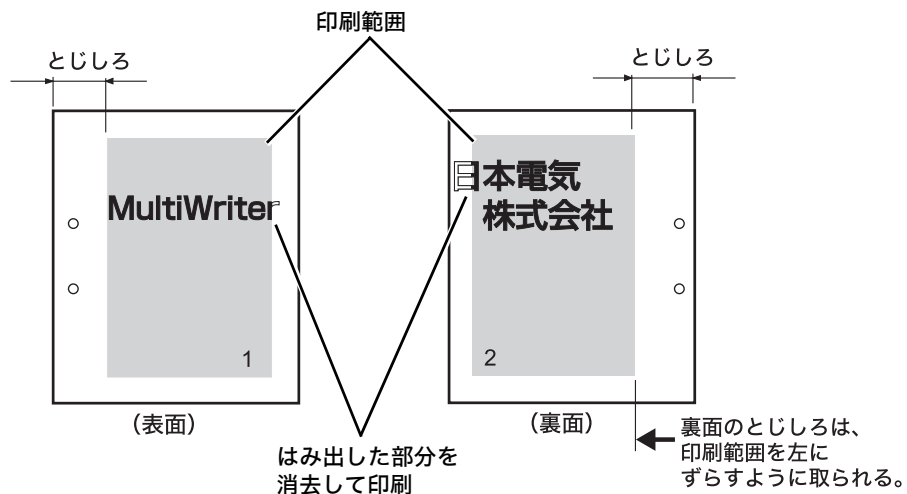 印刷範囲
とじしろ
とじしろ
MultiWriter
日本電気
株式会社
1
2
（表面）
（裏面）
はみ出した部分を
消去して印刷
裏面のとじしろは、
印刷範囲を左に
ずらすように取られる。